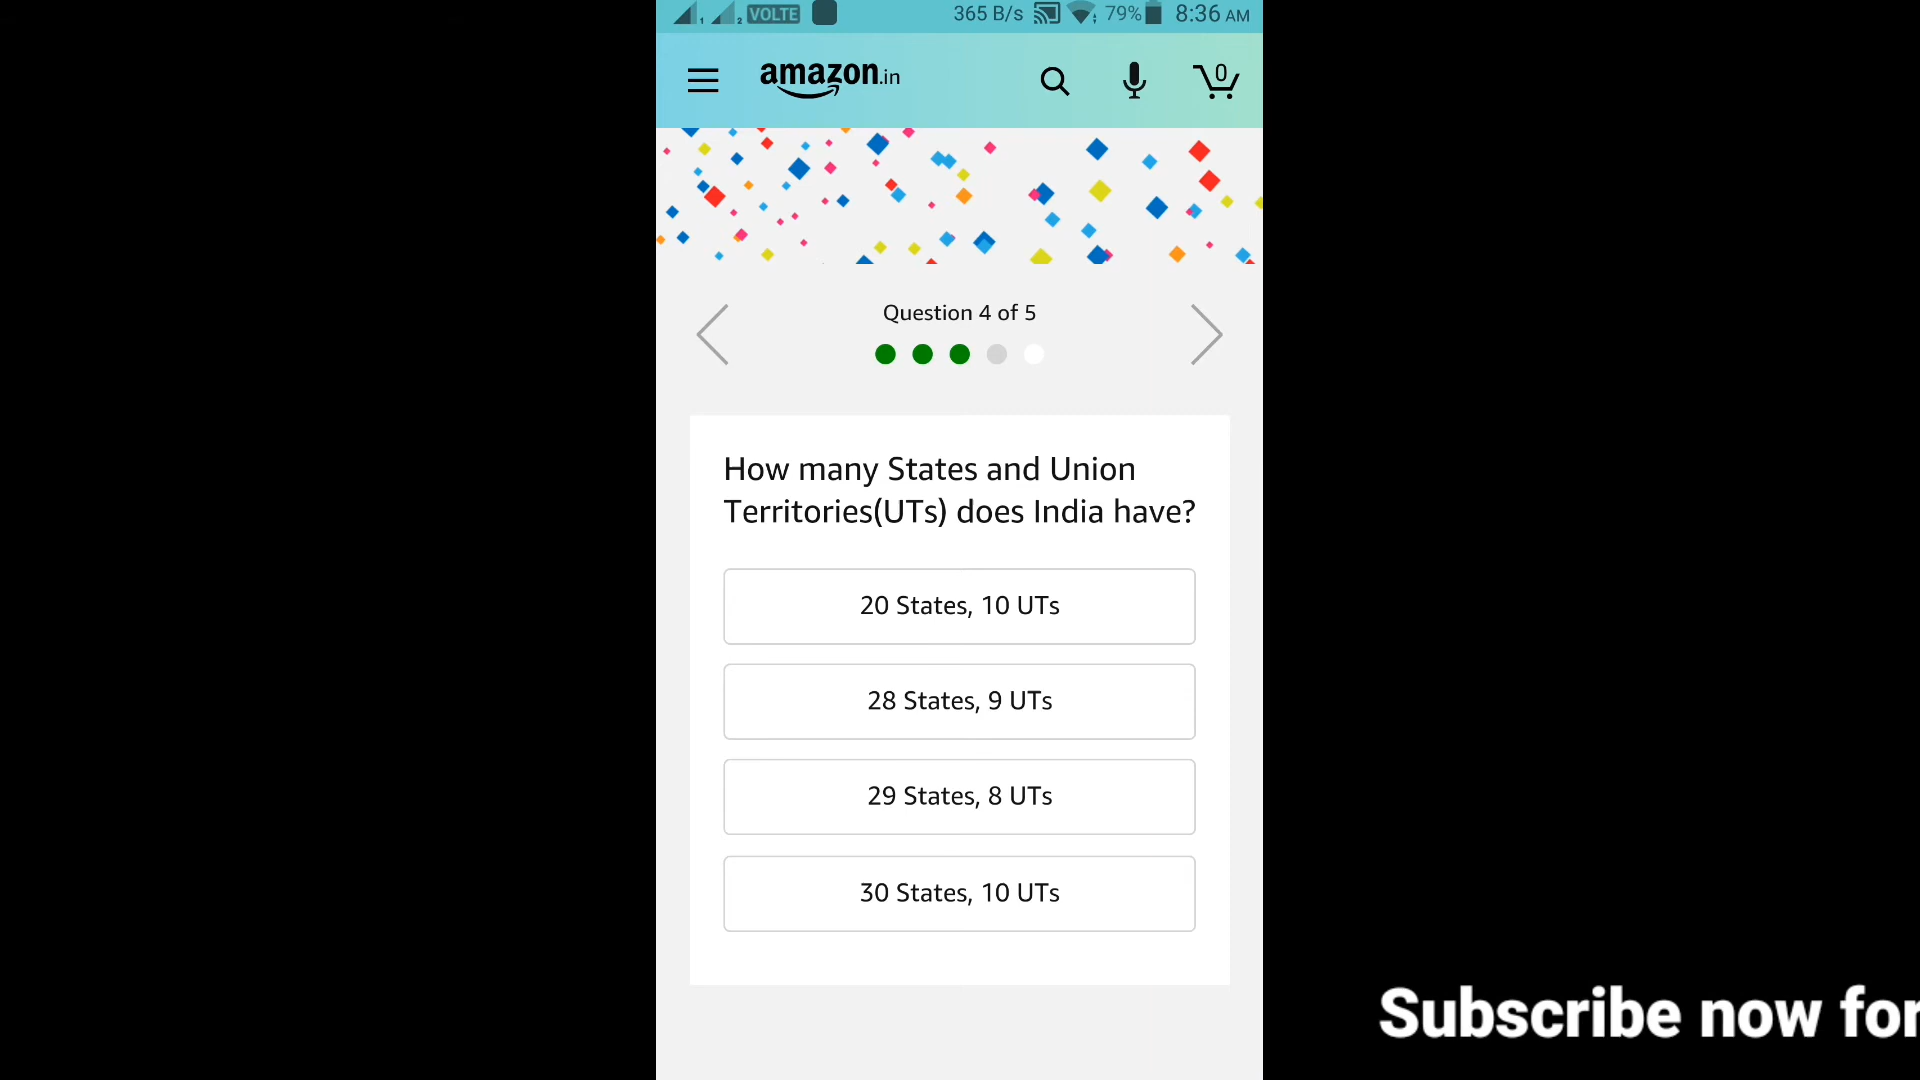 1 2 VOLTE 365 B/s 79% 8:36 AM
amazon.in 0
Question 4 of 5
How many States and Union
Territories(UTs) does India have?
20 States, 10 UTs
28 States, 9 UTs
29 States, 8 UTs
30 States, 10 UTs
Subscribe now for